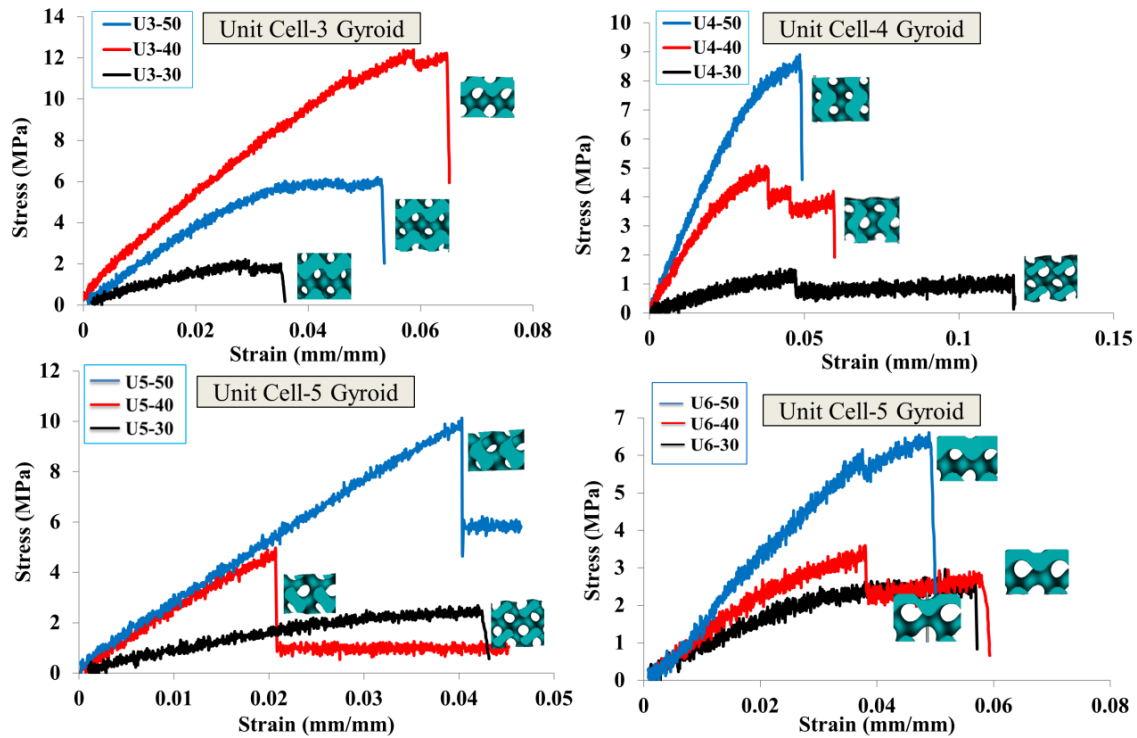 Unit Cell-3 Gyroid
U3-50
U3-40
U3-30
Stress (MPa)
14
12
10
8
6
4
2
0
0
0.02
0.04
0.06
0.08
Strain (mm/mm)
Unit Cell-4 Gyroid
U4-50
U4-40
U4-30
Stress (MPa)
10
9
8
7
6
5
4
3
2
1
0
0
0.05
0.1
0.15
Strain (mm/mm)
Unit Cell-5 Gyroid
U5-50
U5-40
U5-30
Stress (MPa)
12
10
8
6
4
2
0
0
0.01
0.02
0.03
0.04
0.05
Strain (mm/mm)
Unit Cell-5 Gyroid
U6-50
U6-40
U6-30
Stress (MPa)
7
6
5
4
3
2
1
0
0
0.02
0.04
0.06
0.08
Strain (mm/mm)